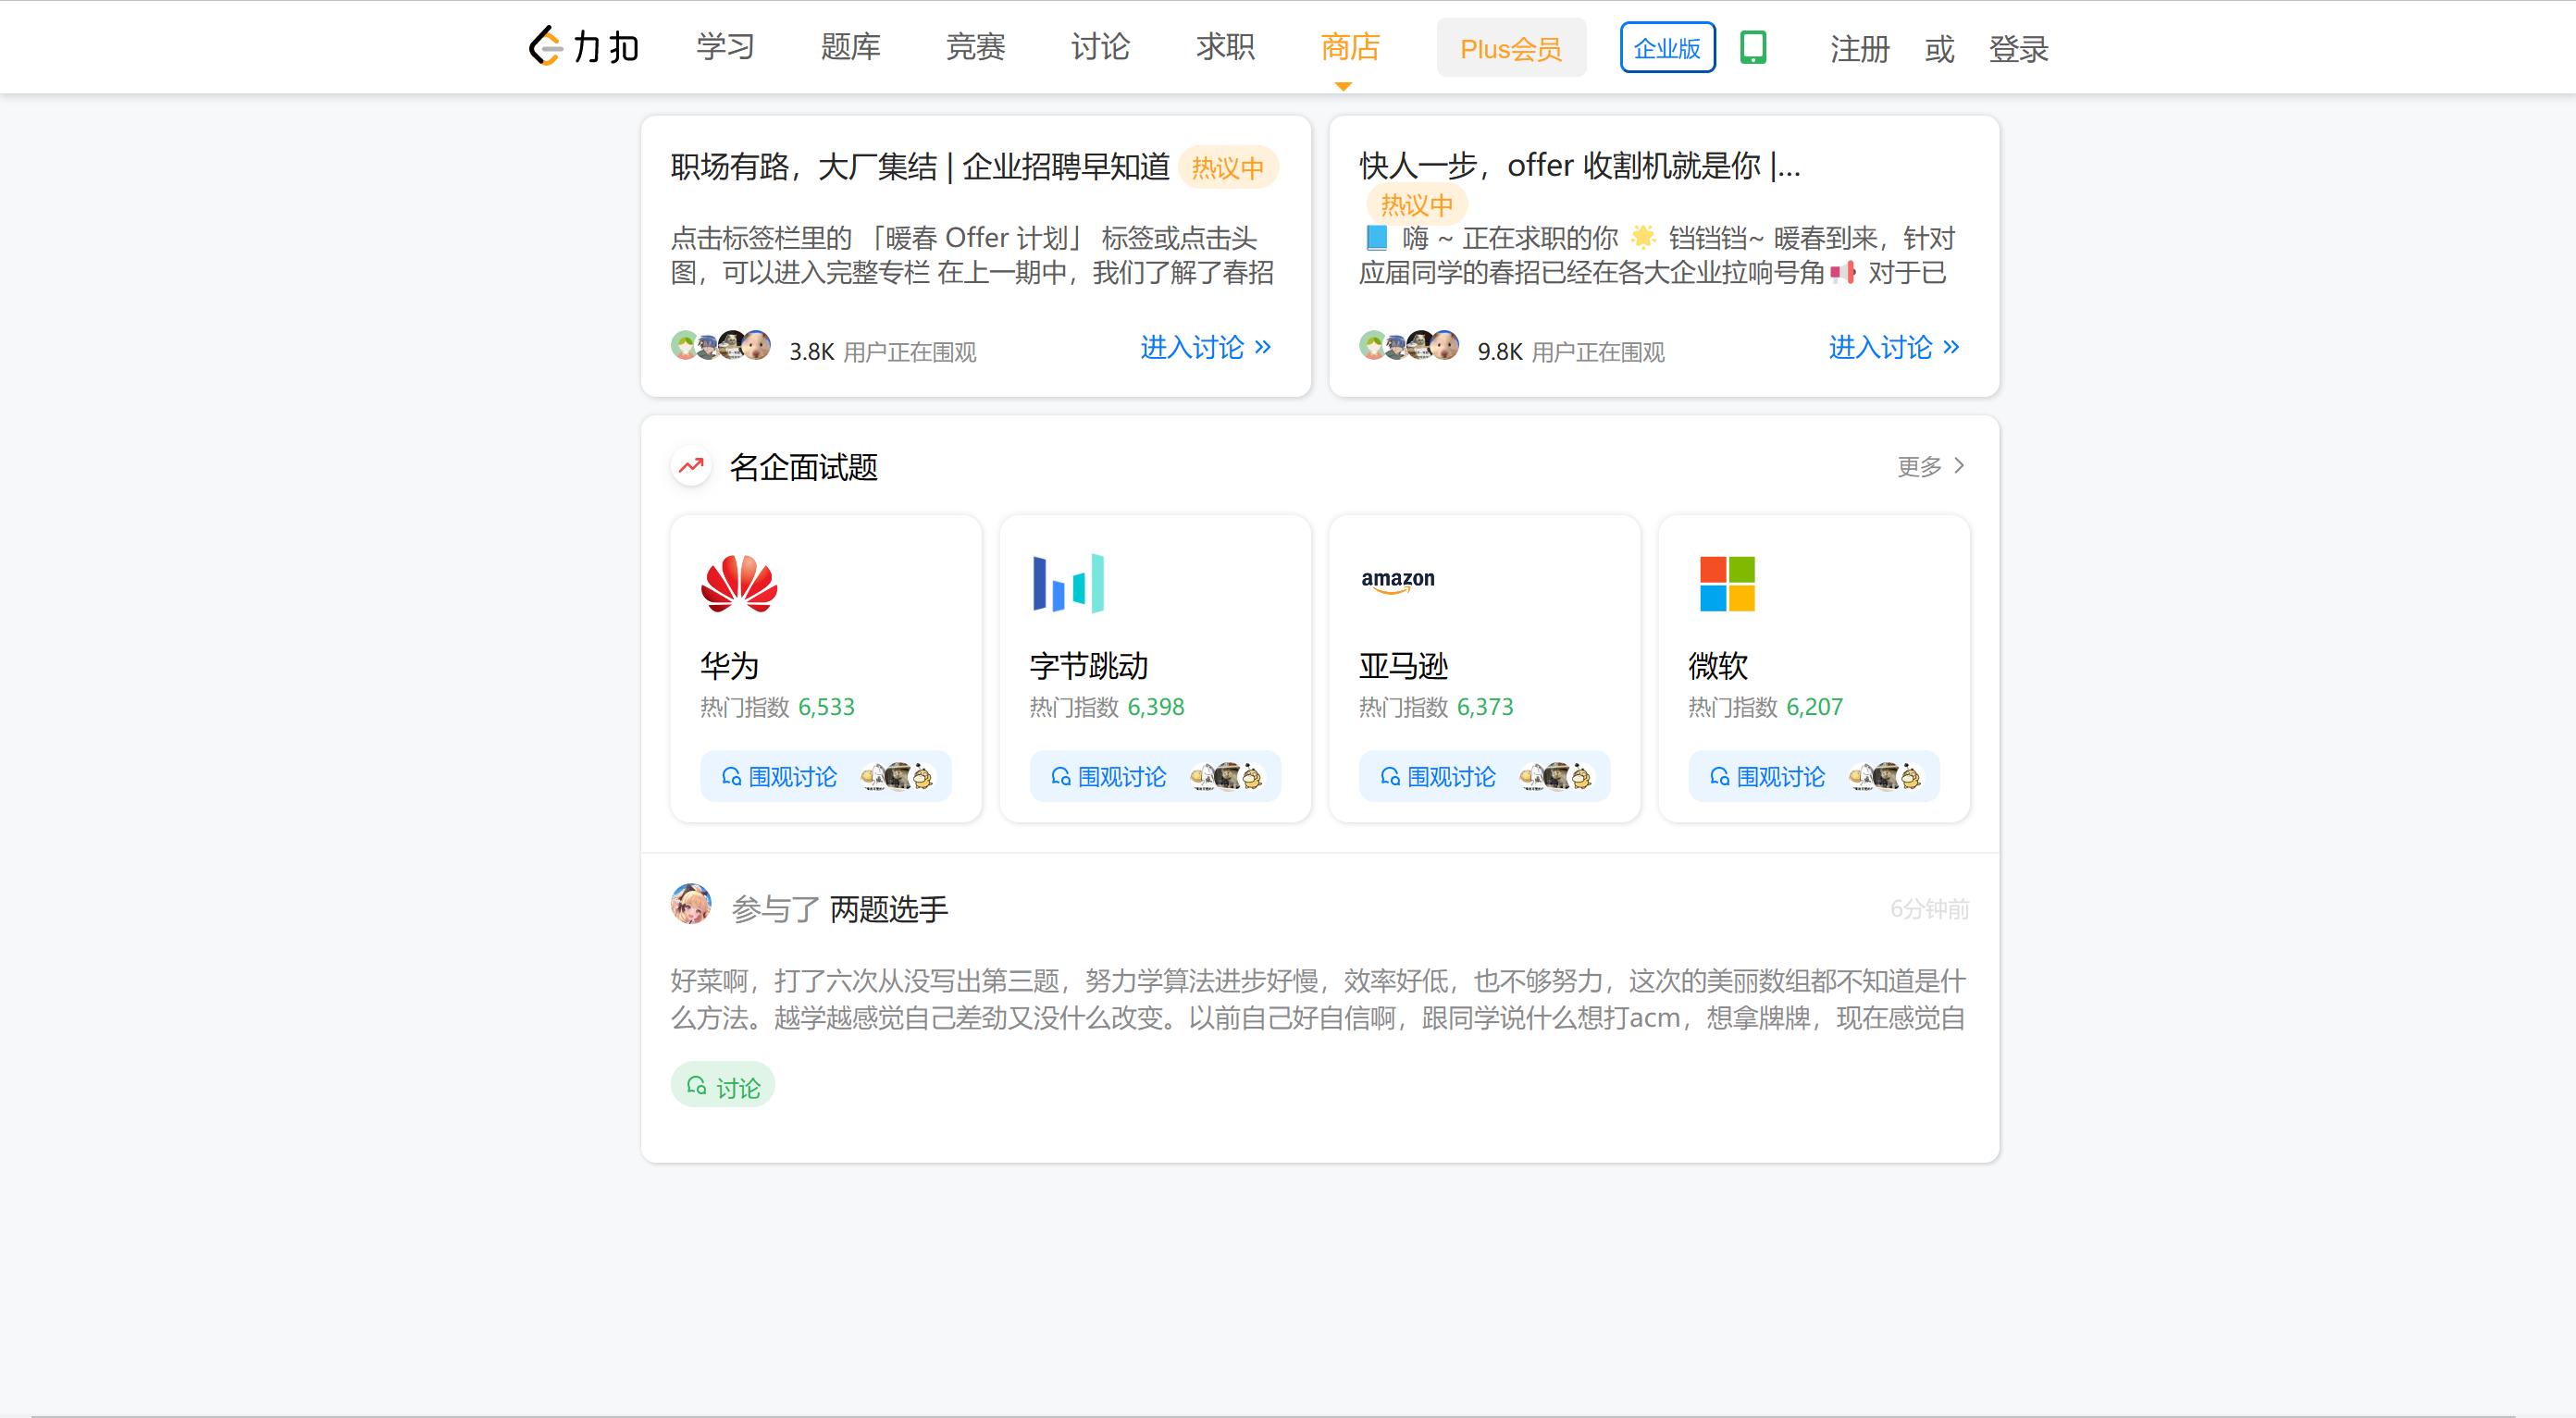 力扣 学习 题库 竞赛 讨论 求职 商店 Plus会员 企业版 注册 或 登录
职场有路，大厂集结 | 企业招聘早知道 热议中
点击标签栏里的 「暖春 Offer 计划」 标签或点击头
图，可以进入完整专栏 在上一期中，我们了解了春招
3.8K 用户正在围观 进入讨论
快人一步，offer 收割机就是你 |...
热议中
📘 嗨 ~ 正在求职的你 🌟 铛铛铛~ 暖春到来，针对
应届同学的春招已经在各大企业拉响号角📢 对于已
9.8K 用户正在围观 进入讨论
名企面试题 更多
华为
热门指数 6,533
围观讨论
字节跳动
热门指数 6,398
围观讨论
amazon
亚马逊
热门指数 6,373
围观讨论
微软
热门指数 6,207
围观讨论
参与了 两题选手 6分钟前
好菜啊，打了六次从没写出第三题，努力学算法进步好慢，效率好低，也不够努力，这次的美丽数组都不知道是什
么方法。越学越感觉自己差劲又没什么改变。以前自己好自信啊，跟同学说什么想打acm，想拿牌牌，现在感觉自
讨论